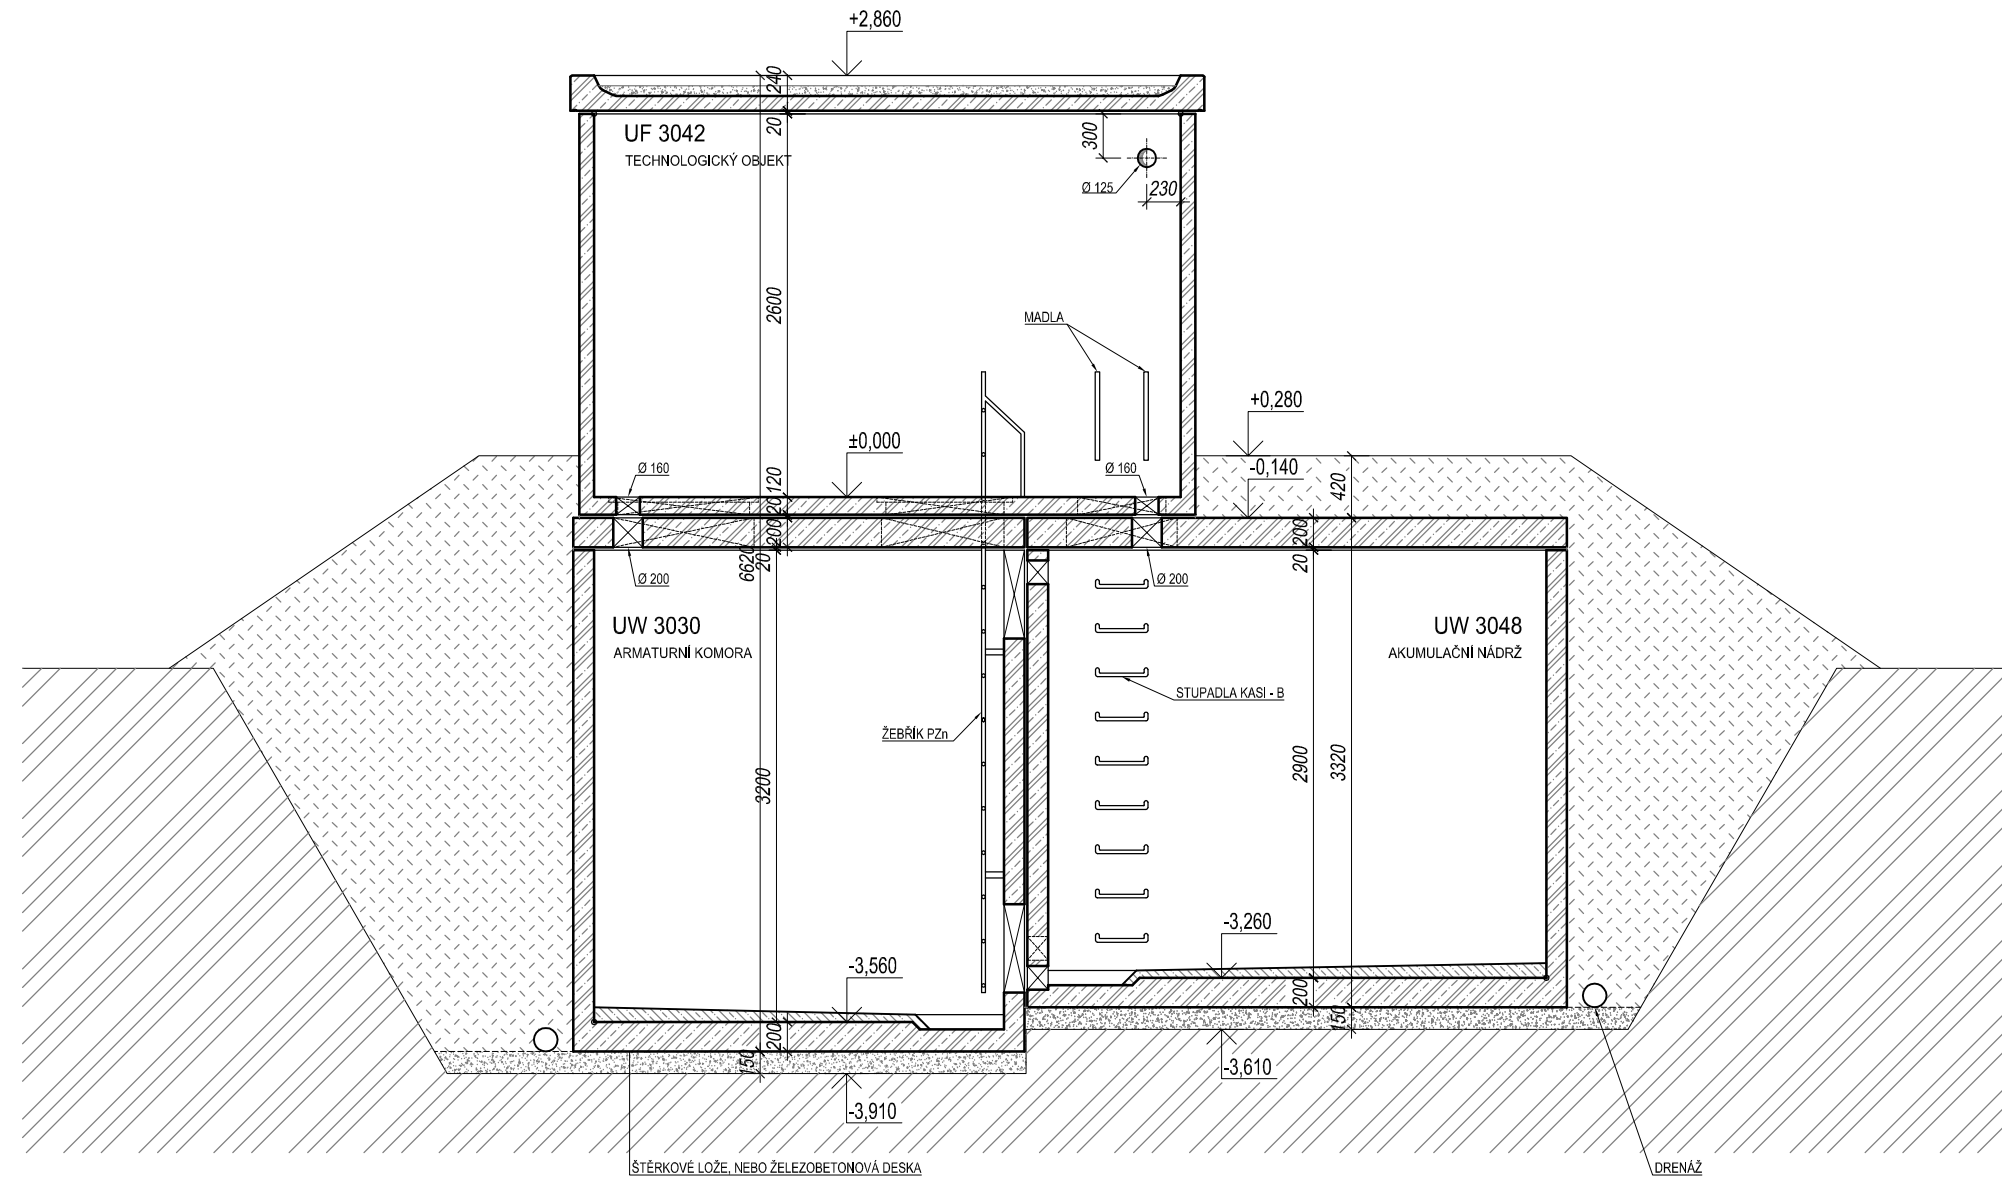 +2,860
240
20
UF 3042
TECHNOLOGICKÝ OBJEKT
300
Ø 125
230
2600
MADLA
+0,280
±0,000
-0,140
Ø 160
Ø 160
120
20
200
420
200
6620
20
20
Ø 200
Ø 200
UW 3030
ARMATURNÍ KOMORA
UW 3048
AKUMULAČNÍ NÁDRŽ
STUPADLA KASI - B
ŽEBŘÍK PZn
3200
2900
3320
-3,260
-3,560
200
150
200
150
-3,610
-3,910
ŠTĚRKOVÉ LOŽE, NEBO ŽELEZOBETONOVÁ DESKA
DRENÁŽ